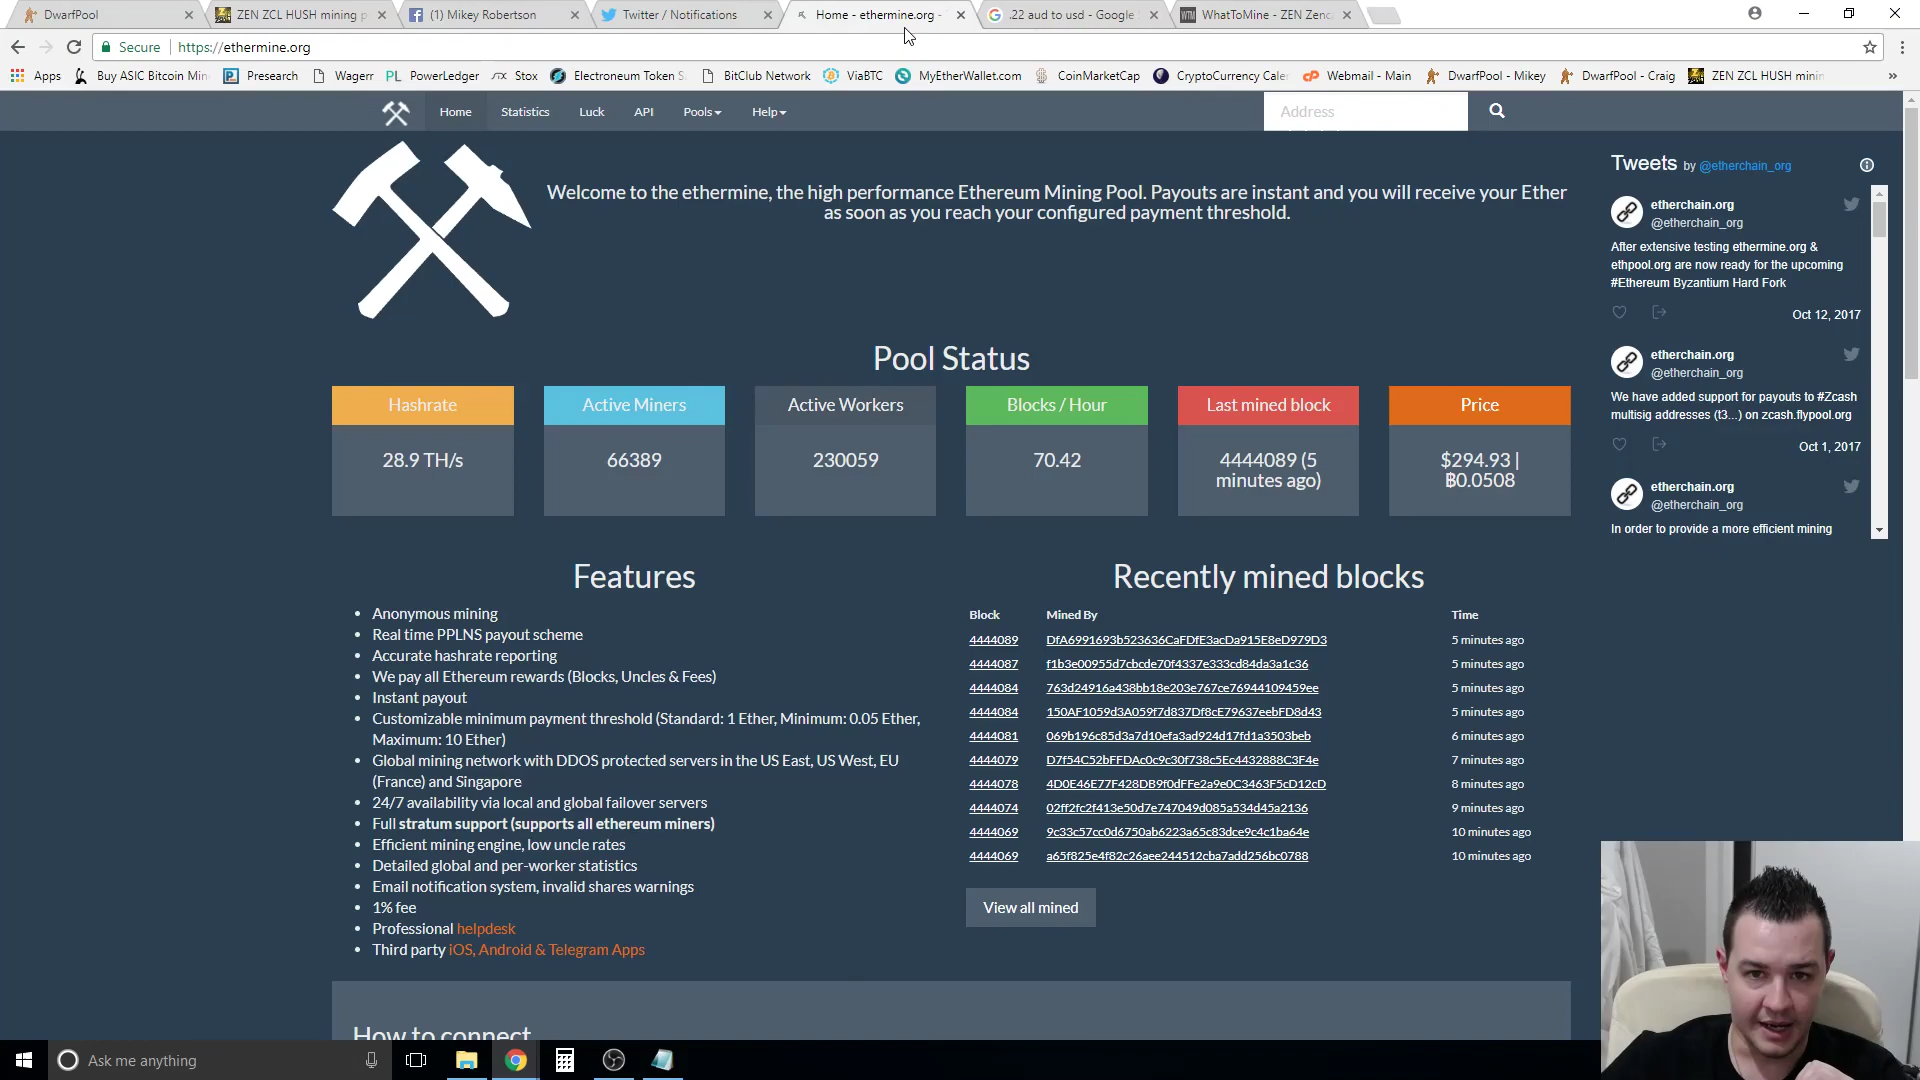 DwarfPool
ZEN ZCL HUSH mining p
(1) Mikey Robertson
Twitter / Notifications
Home - ethermine.org -
.22 aud to usd - Google
WhatToMine - ZEN Zenc
Secure
https://ethermine.org
Apps
Buy ASIC Bitcoin Min
Presearch
Wagerr
PowerLedger
Stox
Electroneum Token S
BitClub Network
ViaBTC
MyEtherWallet.com
CoinMarketCap
CryptoCurrency Cale
Webmail - Main
DwarfPool - Mikey
DwarfPool - Craig
ZEN ZCL HUSH minin
»
Home
Statistics
Luck
API
Pools
Help
Address
Welcome to the ethermine, the high performance Ethereum Mining Pool. Payouts are instant and you will receive your Ether
as soon as you reach your configured payment threshold.
Tweets by @etherchain_org
etherchain.org
@etherchain_org
After extensive testing ethermine.org &
ethpool.org are now ready for the upcoming
#Ethereum Byzantium Hard Fork
Oct 12, 2017
etherchain.org
@etherchain_org
We have added support for payouts to #Zcash
multisig addresses (t3...) on zcash.flypool.org
Oct 1, 2017
etherchain.org
@etherchain_org
In order to provide a more efficient mining
Pool Status
Hashrate
28.9 TH/s
Active Miners
66389
Active Workers
230059
Blocks / Hour
70.42
Last mined block
4444089 (5
minutes ago)
Price
$294.93 |
฿0.0508
Features
Anonymous mining
Real time PPLNS payout scheme
Accurate hashrate reporting
We pay all Ethereum rewards (Blocks, Uncles & Fees)
Instant payout
Customizable minimum payment threshold (Standard: 1 Ether, Minimum: 0.05 Ether,
Maximum: 10 Ether)
Global mining network with DDOS protected servers in the US East, US West, EU
(France) and Singapore
24/7 availability via local and global failover servers
Full stratum support (supports all ethereum miners)
Efficient mining engine, low uncle rates
Detailed global and per-worker statistics
Email notification system, invalid shares warnings
1% fee
Professional helpdesk
Third party iOS, Android & Telegram Apps
Recently mined blocks
Block Mined By Time
4444089 DfA6991693b523636CaFDfE3acDa915E8eD979D3 5 minutes ago
4444087 f1b3e00955d7cbcde70f4337e333cd84da3a1c36 5 minutes ago
4444084 763d24916a438bb18e203e767ce76944109459ee 5 minutes ago
4444084 150AF1059d3A059f7d837Df8cE79637eebFD8d43 5 minutes ago
4444081 069b196c85d3a7d10efa3ad924d17fd1a3503beb 6 minutes ago
4444079 D7f54C52bFFDAc0c9c30f738c5Ec4432888C3F4e 7 minutes ago
4444078 4D0E46E77F428DB9f0dFFe2a9e0C3463F5cD12cD 8 minutes ago
4444074 02ff2fc2f413e50d7e747049d085a534d45a2136 9 minutes ago
4444069 9c33c57cc0d6750ab6223a65c83dce9c4c1ba64e 10 minutes ago
4444069 a65f825e4f82c26aee244512cba7add256bc0788 10 minutes ago
View all mined
How to connect
Ask me anything